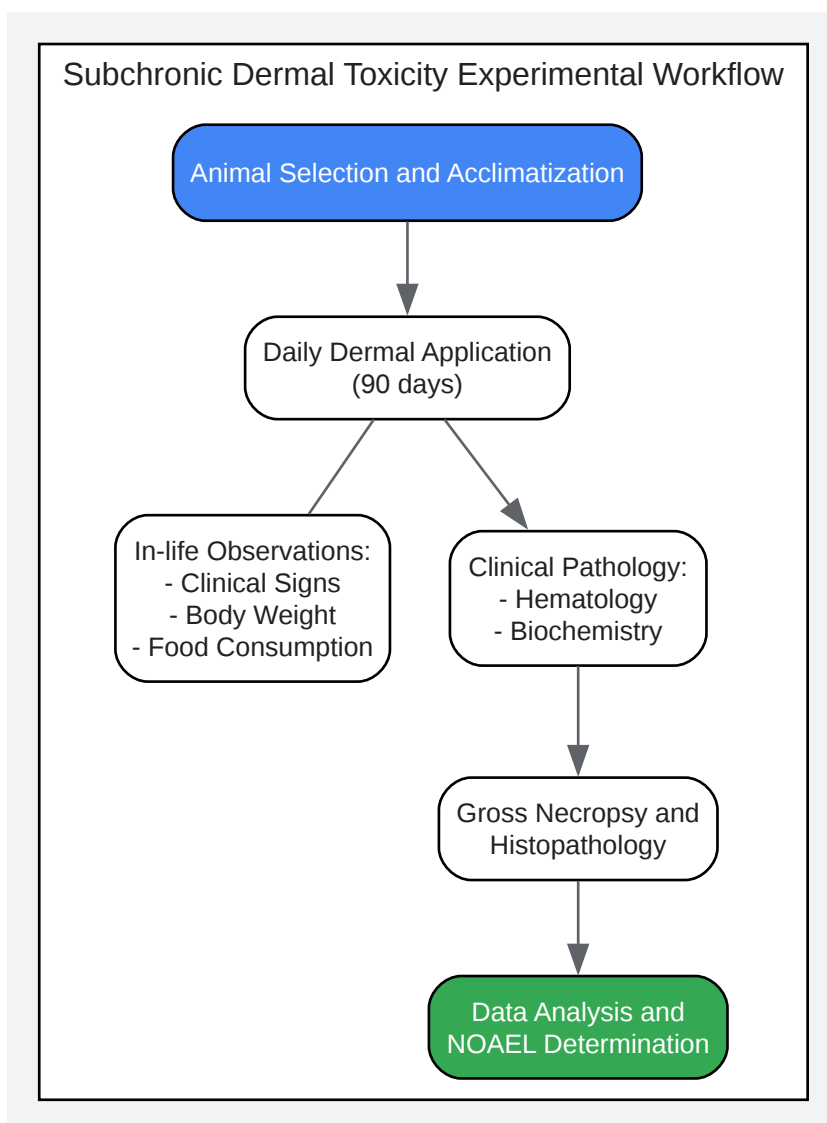 Subchronic Dermal Toxicity Experimental Workflow
Animal Selection and Acclimatization
Daily Dermal Application
(90 days)
In-life Observations:
- Clinical Signs
- Body Weight
- Food Consumption
Clinical Pathology:
- Hematology
- Biochemistry
Gross Necropsy and
Histopathology
Data Analysis and
NOAEL Determination